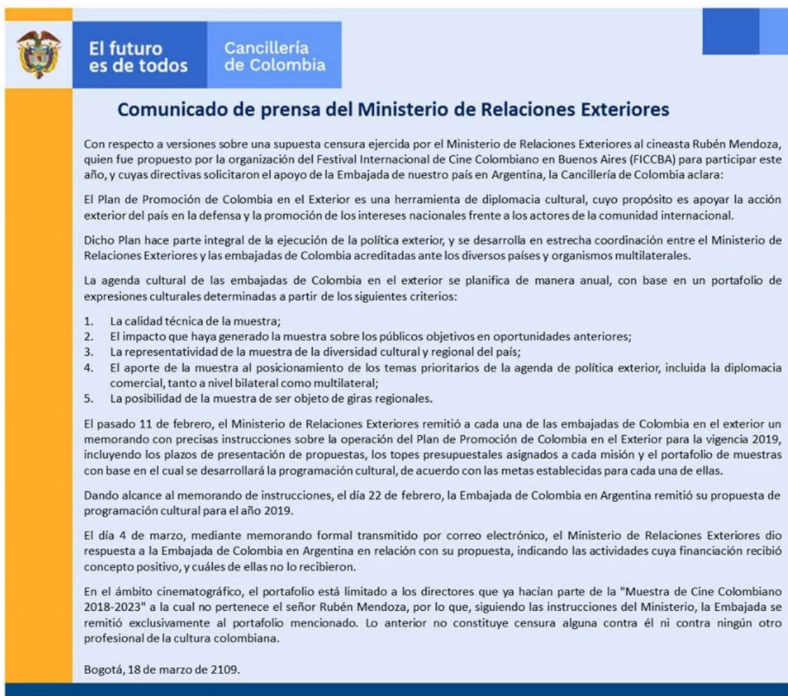 El futuro
es de todos
Cancillería
de Colombia
Comunicado de prensa del Ministerio de Relaciones Exteriores
Con respecto a versiones sobre una supuesta censura ejercida por el Ministerio de Relaciones Exteriores al cineasta Rubén Mendoza,
quien fue propuesto por la organización del Festival Internacional de Cine Colombiano en Buenos Aires (FICCBA) para participar este
año, y cuyas directivas solicitaron el apoyo de la Embajada de nuestro país en Argentina, la Cancillería de Colombia aclara:
El Plan de Promoción de Colombia en el Exterior es una herramienta de diplomacia cultural, cuyo propósito es apoyar la acción
exterior del país en la defensa y la promoción de los intereses nacionales frente a los actores de la comunidad internacional.
Dicho Plan hace parte integral de la ejecución de la política exterior, y se desarrolla en estrecha coordinación entre el Ministerio de
Relaciones Exteriores y las embajadas de Colombia acreditadas ante los diversos países y organismos multilaterales.
La agenda cultural de las embajadas de Colombia en el exterior se planifica de manera anual, con base en un portafolio de
expresiones culturales determinadas a partir de los siguientes criterios:
1. La calidad técnica de la muestra;
2. El impacto que haya generado la muestra sobre los públicos objetivos en oportunidades anteriores;
3. La representatividad de la muestra de la diversidad cultural y regional del país;
4. El aporte de la muestra al posicionamiento de los temas prioritarios de la agenda de política exterior, incluida la diplomacia
comercial, tanto a nivel bilateral como multilateral;
5. La posibilidad de la muestra de ser objeto de giras regionales.
El pasado 11 de febrero, el Ministerio de Relaciones Exteriores remitió a cada una de las embajadas de Colombia en el exterior un
memorando con precisas instrucciones sobre la operación del Plan de Promoción de Colombia en el Exterior para la vigencia 2019,
incluyendo los plazos de presentación de propuestas, los topes presupuestales asignados a cada misión y el portafolio de muestras
con base en el cual se desarrollará la programación cultural, de acuerdo con las metas establecidas para cada una de ellas.
Dando alcance al memorando de instrucciones, el día 22 de febrero, la Embajada de Colombia en Argentina remitió su propuesta de
programación cultural para el año 2019.
El día 4 de marzo, mediante memorando formal transmitido por correo electrónico, el Ministerio de Relaciones Exteriores dio
respuesta a la Embajada de Colombia en Argentina en relación con su propuesta, indicando las actividades cuya financiación recibió
concepto positivo, y cuáles de ellas no lo recibieron.
En el ámbito cinematográfico, el portafolio está limitado a los directores que ya hacían parte de la "Muestra de Cine Colombiano
2018-2023" a la cual no pertenece el señor Rubén Mendoza, por lo que, siguiendo las instrucciones del Ministerio, la Embajada se
remitió exclusivamente al portafolio mencionado. Lo anterior no constituye censura alguna contra él ni contra ningún otro
profesional de la cultura colombiana.
Bogotá, 18 de marzo de 2109.